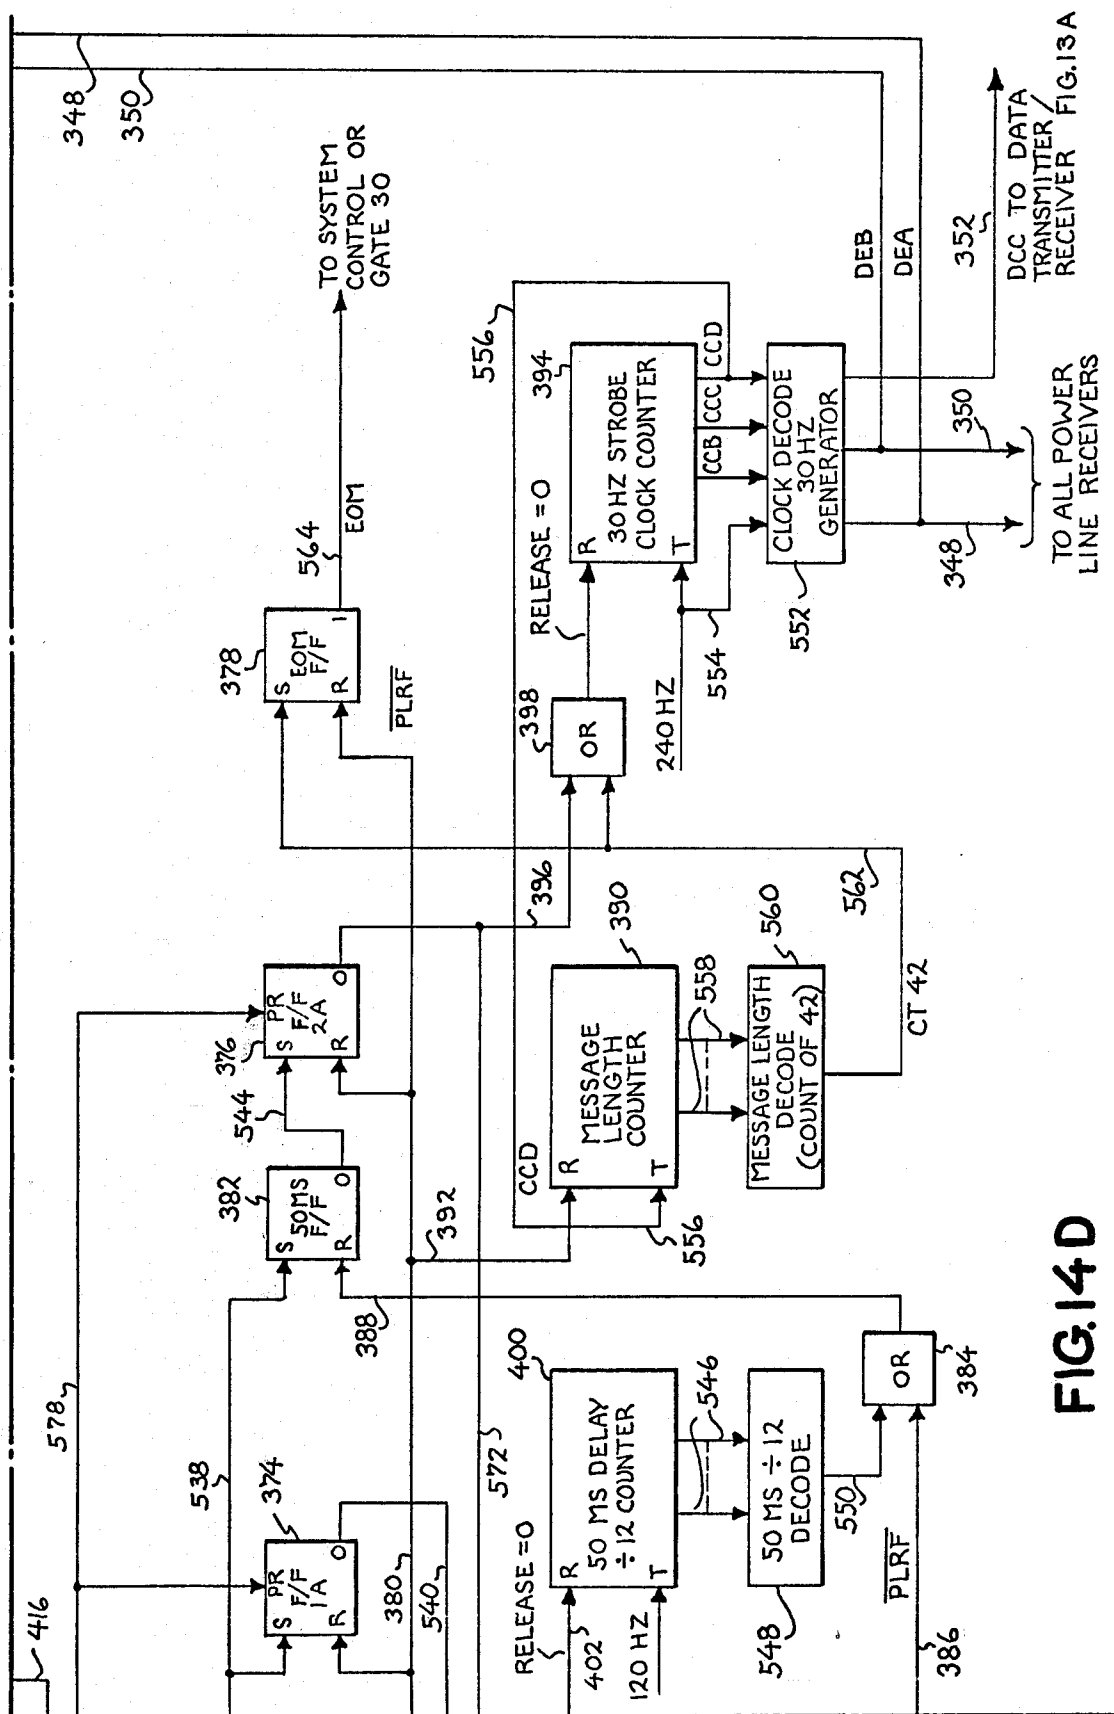 416
578
538
374
PR
S
F/F
1A
R
O
380
540
572
388
382
S
50MS
F/F
R
O
544
376
PR
S
F/F
2A
R
O
392
396
378
S
EOM
F/F
R
1
PLRF
564
EOM
TO SYSTEM
CONTROL OR
GATE 30
348
350
RELEASE=0
402
120 HZ
400
R
50 MS DELAY
÷12 COUNTER
T
546
50 MS ÷ 12
DECODE
548
550
PLRF
386
OR
384
CCD
556
R
MESSAGE
LENGTH
COUNTER
T
390
558
560
MESSAGE LENGTH
DECODE
(COUNT OF 42)
CT 42
562
398
OR
RELEASE=0
240 HZ
554
556
394
R
30 HZ STROBE
CLOCK COUNTER
T
CCB
CCC
CCD
CLOCK DECODE
30 HZ
GENERATOR
552
DEB
DEA
348
350
TO ALL POWER
LINE RECEIVERS
352
DCC TO DATA
TRANSMITTER/
RECEIVER FIG.13A
FIG.14D